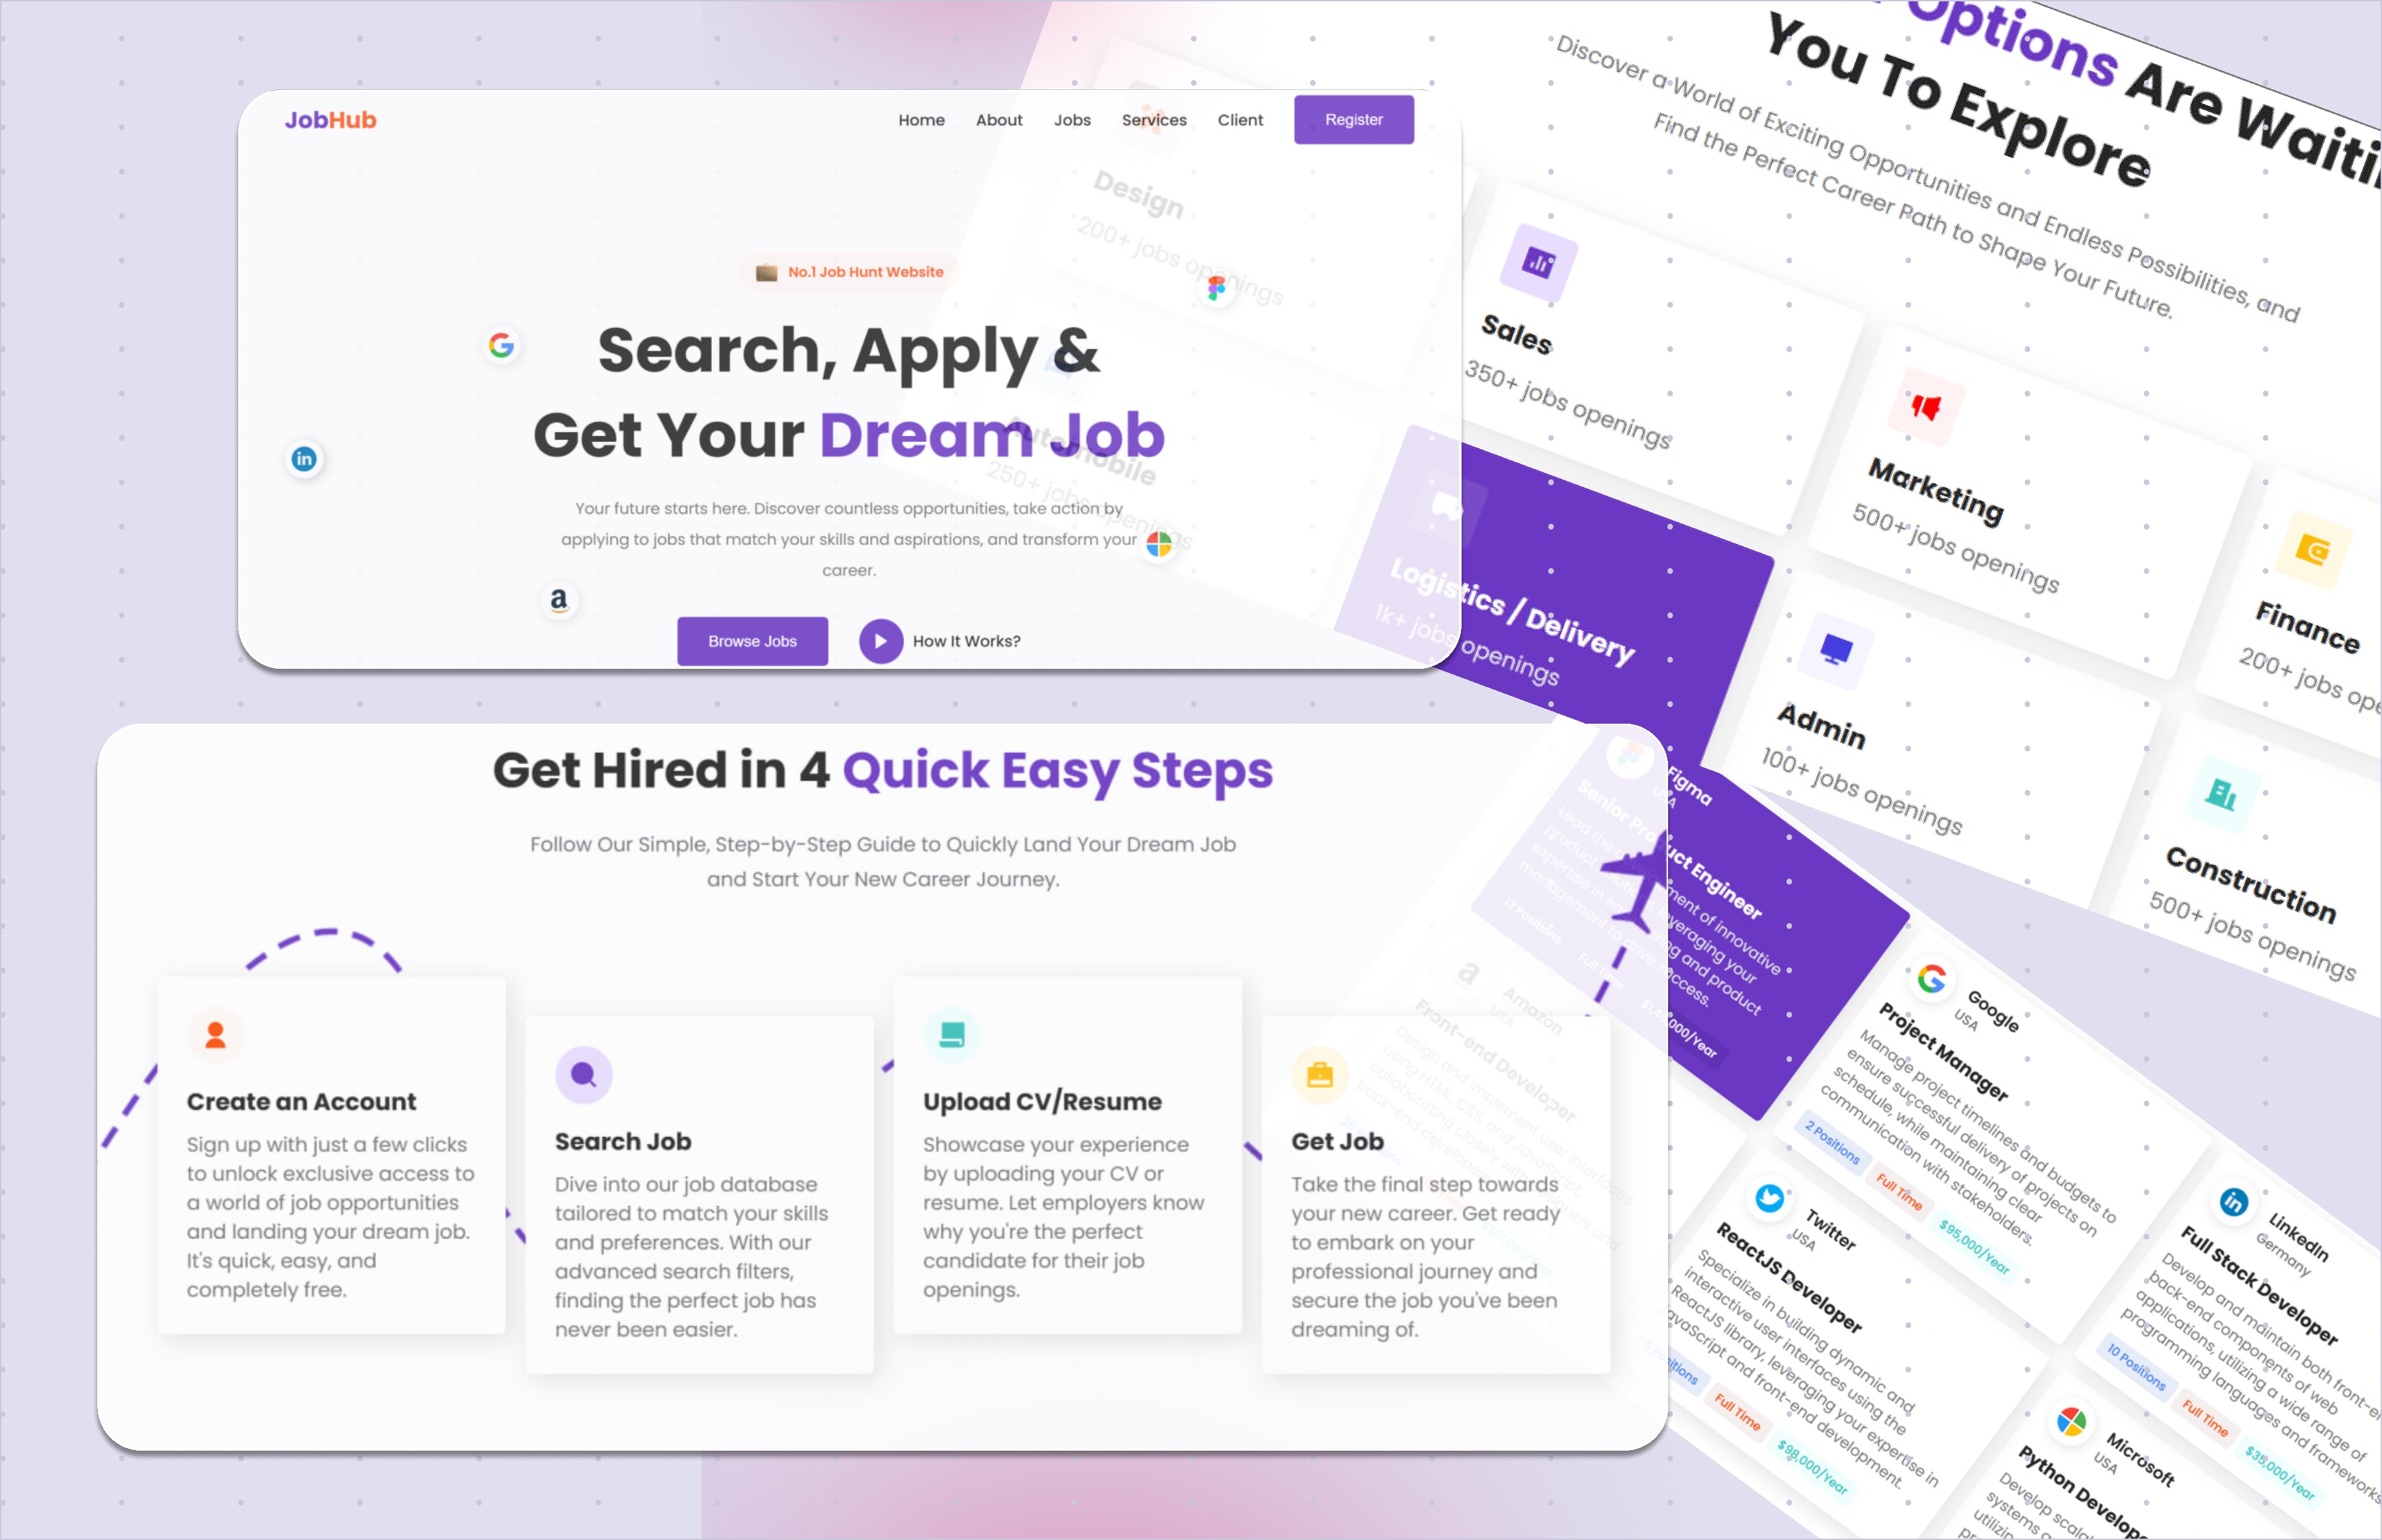 JobHub
Home
About
Jobs
Services
Client
Register
No.1 Job Hunt Website
Search, Apply &
Get Your Dream Job
Your future starts here. Discover countless opportunities, take action by
applying to jobs that match your skills and aspirations, and transform your
career.
Browse Jobs
How It Works?
Options Are
You To Explore
Discover a World of Exciting Opportunities and Endless Possibilities, and
Find the Perfect Career Path to Shape Your Future.
Design
200+ jobs openings
Sales
350+ jobs openings
Marketing
500+ jobs openings
Finance
200+ jobs
Automobile
250+ jobs openings
Logistics / Delivery
1k+ jobs openings
Admin
100+ jobs openings
Construction
500+ jobs openings
Get Hired in 4 Quick Easy Steps
Follow Our Simple, Step-by-Step Guide to Quickly Land Your Dream Job
and Start Your New Career Journey.
Create an Account
Sign up with just a few clicks
to unlock exclusive access to
a world of job opportunities
and landing your dream job.
It's quick, easy, and
completely free.
Search Job
Dive into our job database
tailored to match your skills
and preferences. With our
advanced search filters,
finding the perfect job has
never been easier.
Upload CV/Resume
Showcase your experience
by uploading your CV or
resume. Let employers know
why you're the perfect
candidate for their job
openings.
Get Job
Take the final step towards
your new career. Get ready
to embark on your
professional journey and
secure the job you've been
dreaming of.
Figma
USA
Senior Product Engineer
Lead the of innovative
product leveraging your
expertise in and product
management to success.
12 Positions
Full Time
Amazon
USA
Front-end Developer
Design and implement user interfaces
using HTML, CSS, and JavaScript,
collaborating closely with
back-end developers.
Google
USA
Project Manager
Manage project timelines and budgets to
ensure successful delivery of projects on
schedule, while maintaining clear
communication with stakeholders.
2 Positions
Full Time
$95,000/Year
LinkedIn
Germany
Full Stack Developer
Develop and maintain both
back-end components of web
applications, utilizing a wide range of
programming languages and frameworks
10 Positions
Full Time
$35,000/Year
Twitter
USA
ReactJS Developer
Specialize in building dynamic and
interactive user interfaces using the
ReactJS library, leveraging your expertise in
JavaScript and front-end development.
Positions
Full Time
$98,000/Year
Microsoft
USA
Python
Develop
systems